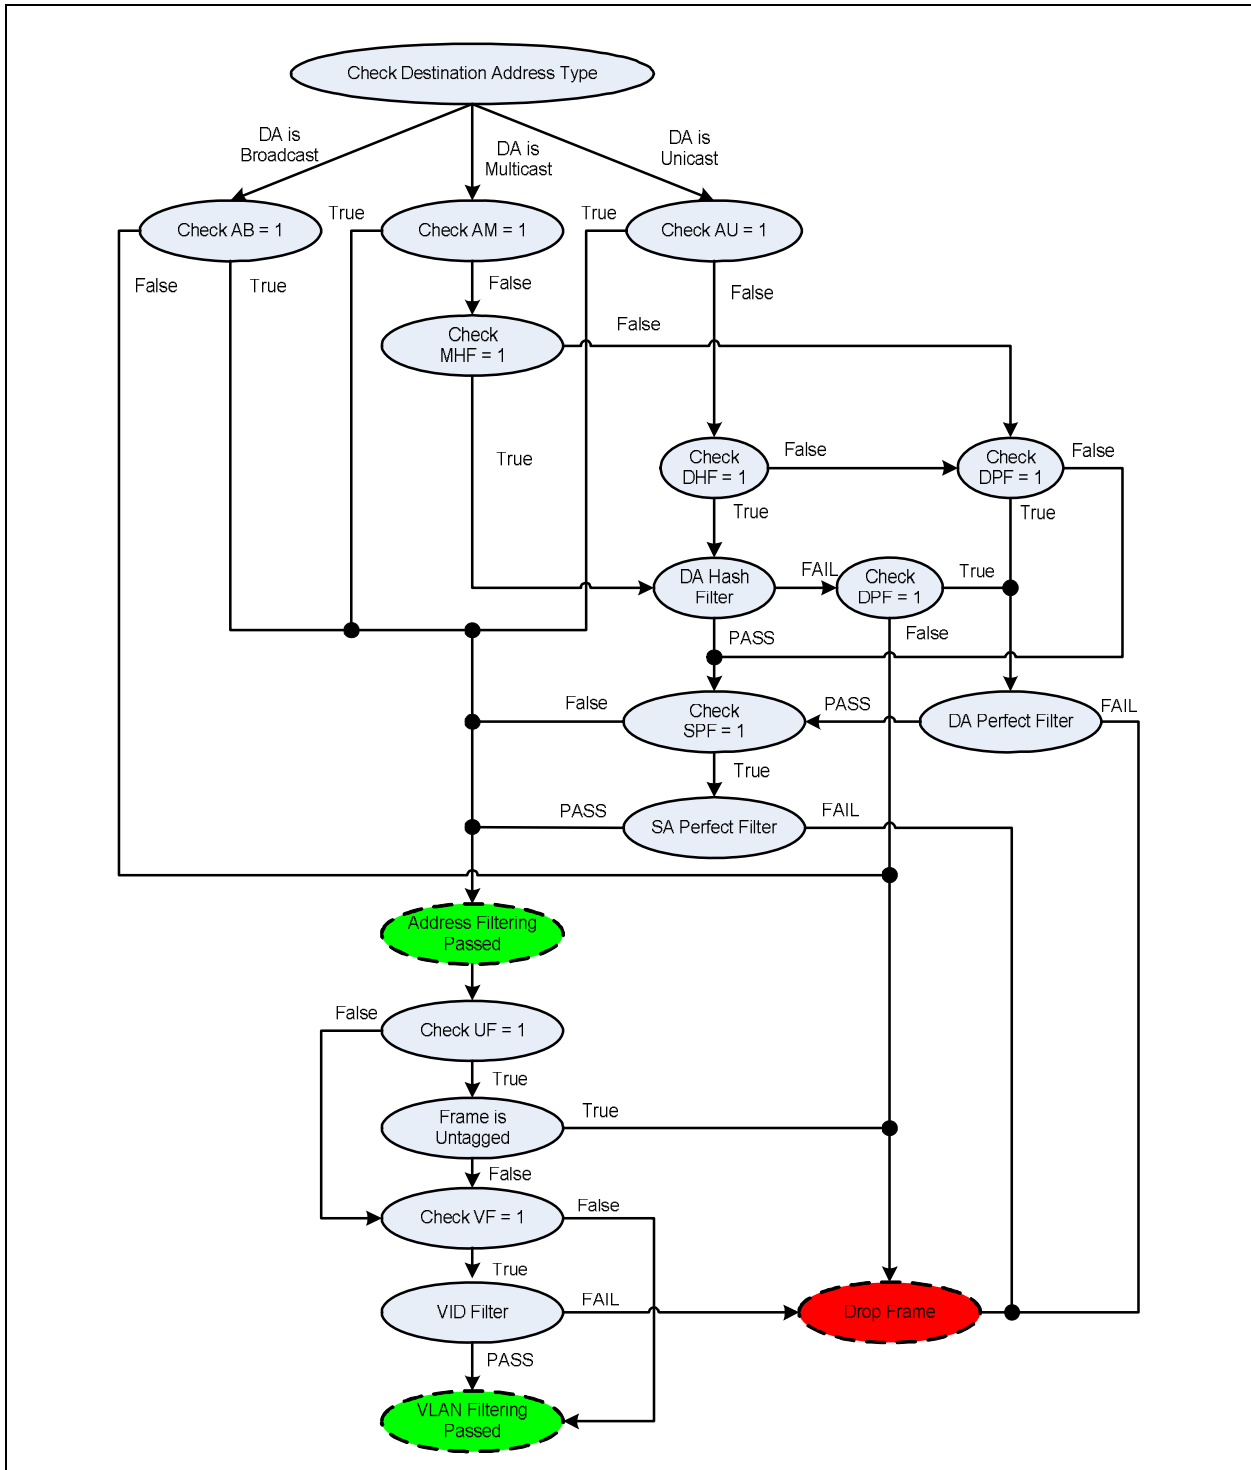 Check Destination Address Type
DA is
Broadcast
DA is
Multicast
DA is
Unicast
Check AB = 1
True
Check AM = 1
True
Check AU = 1
False
True
False
False
Check
MHF = 1
False
True
Check
DHF = 1
False
Check
DPF = 1
False
True
True
DA Hash
Filter
FAIL
Check
DPF = 1
True
PASS
False
False
Check
SPF = 1
PASS
DA Perfect Filter
FAIL
True
PASS
SA Perfect Filter
FAIL
Address Filtering
Passed
False
Check UF = 1
True
Frame is
Untagged
True
False
Check VF = 1
False
True
VID Filter
FAIL
Drop Frame
PASS
VLAN Filtering
Passed